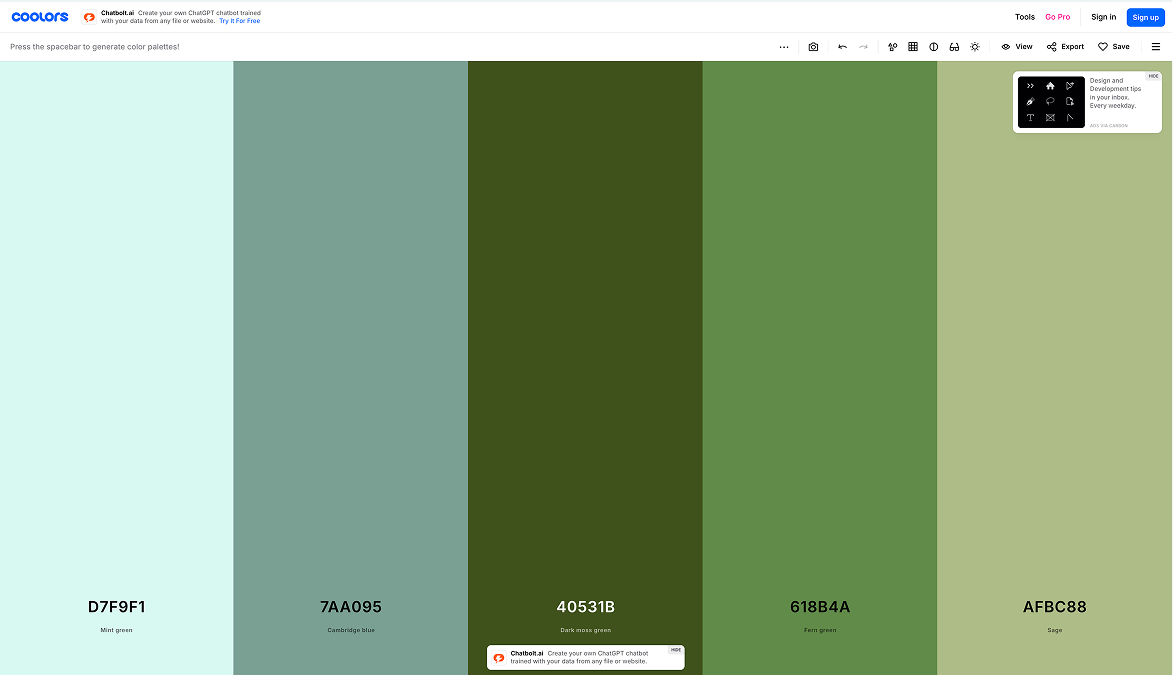 coolors
Chatbolt.ai Create your own ChatGPT chatbot trained
with your data from any file or website. Try It For Free
Tools Go Pro Sign in Sign up
Press the spacebar to generate color palettes!
View Export Save
HIDE
Design and
Development tips
in your inbox.
Every weekday.
ADS VIA CARBON
D7F9F1 7AA095 40531B 618B4A AFBC88
Mint green Cambridge blue Dark moss green Fern green Sage
HIDE
Chatbolt.ai Create your own ChatGPT chatbot
trained with your data from any file or website.